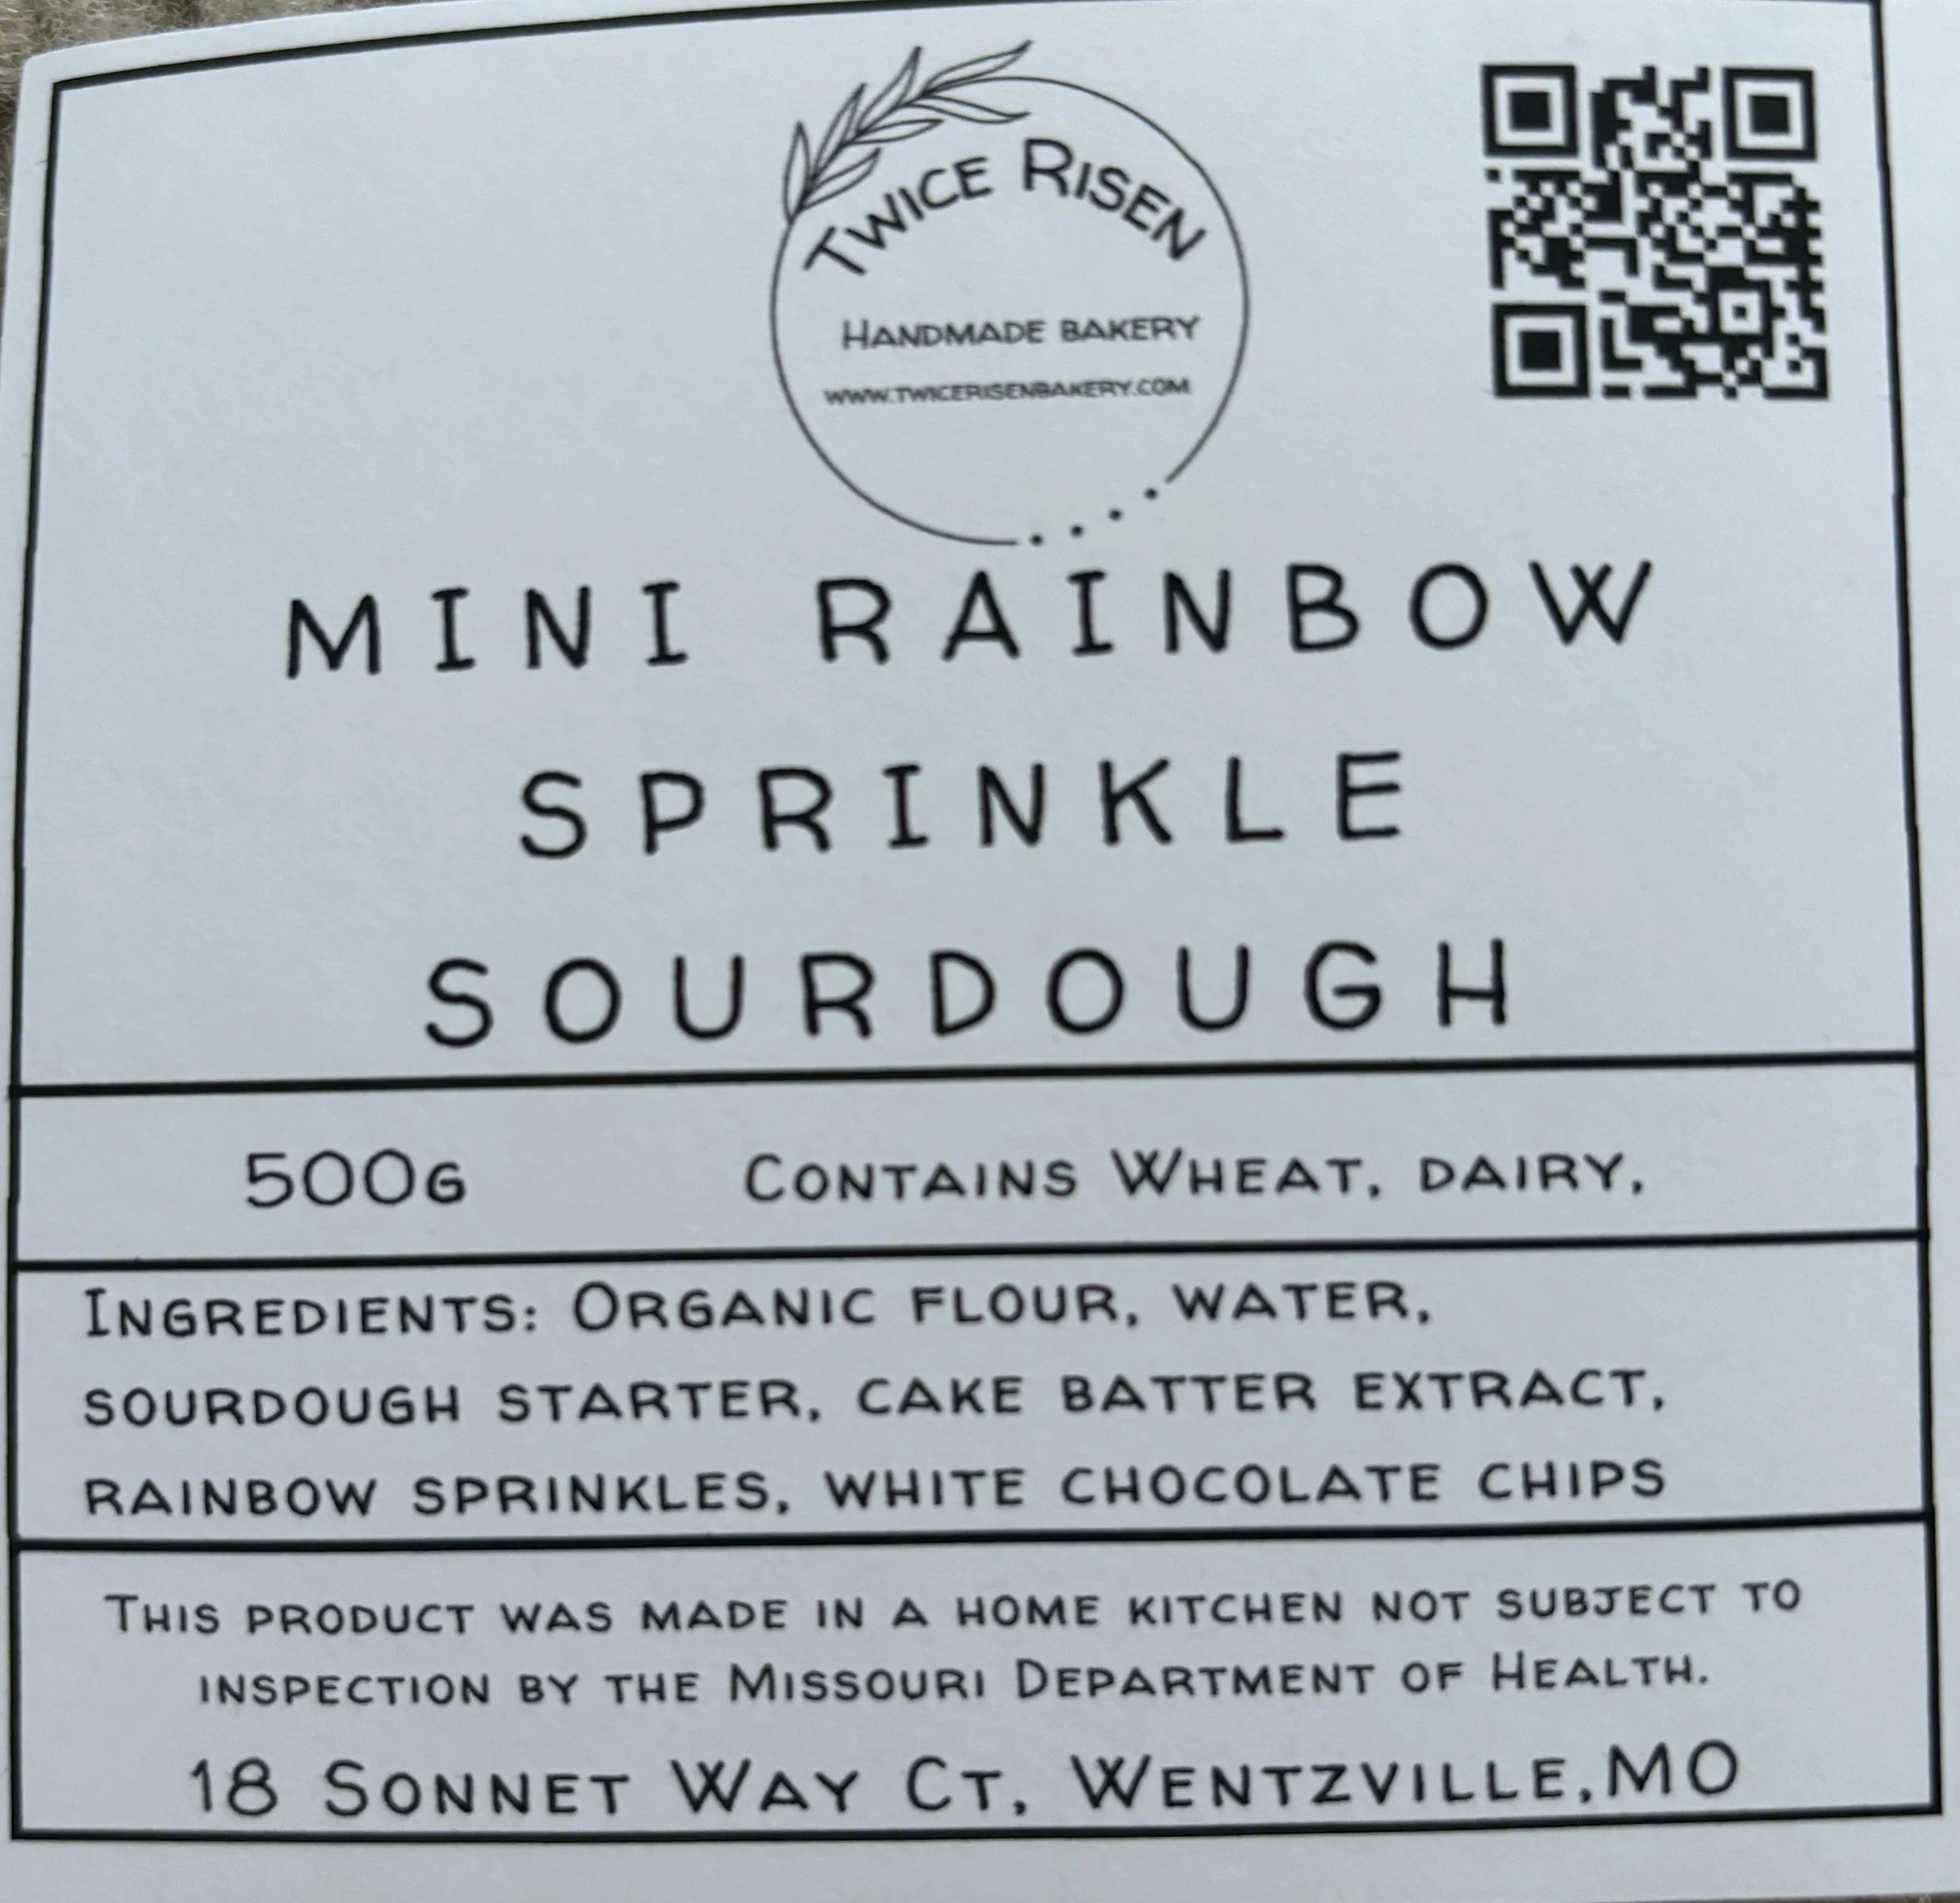 Twice Risen
Handmade bakery
www.twicerisenbakery.com
MINI RAINBOW
SPRINKLE
SOURDOUGH
500g
Contains Wheat, dairy,
Ingredients: Organic flour, water,
sourdough starter, cake batter extract,
rainbow sprinkles, white chocolate chips
This product was made in a home kitchen not subject to
inspection by the Missouri Department of Health.
18 Sonnet Way Ct, Wentzville,MO